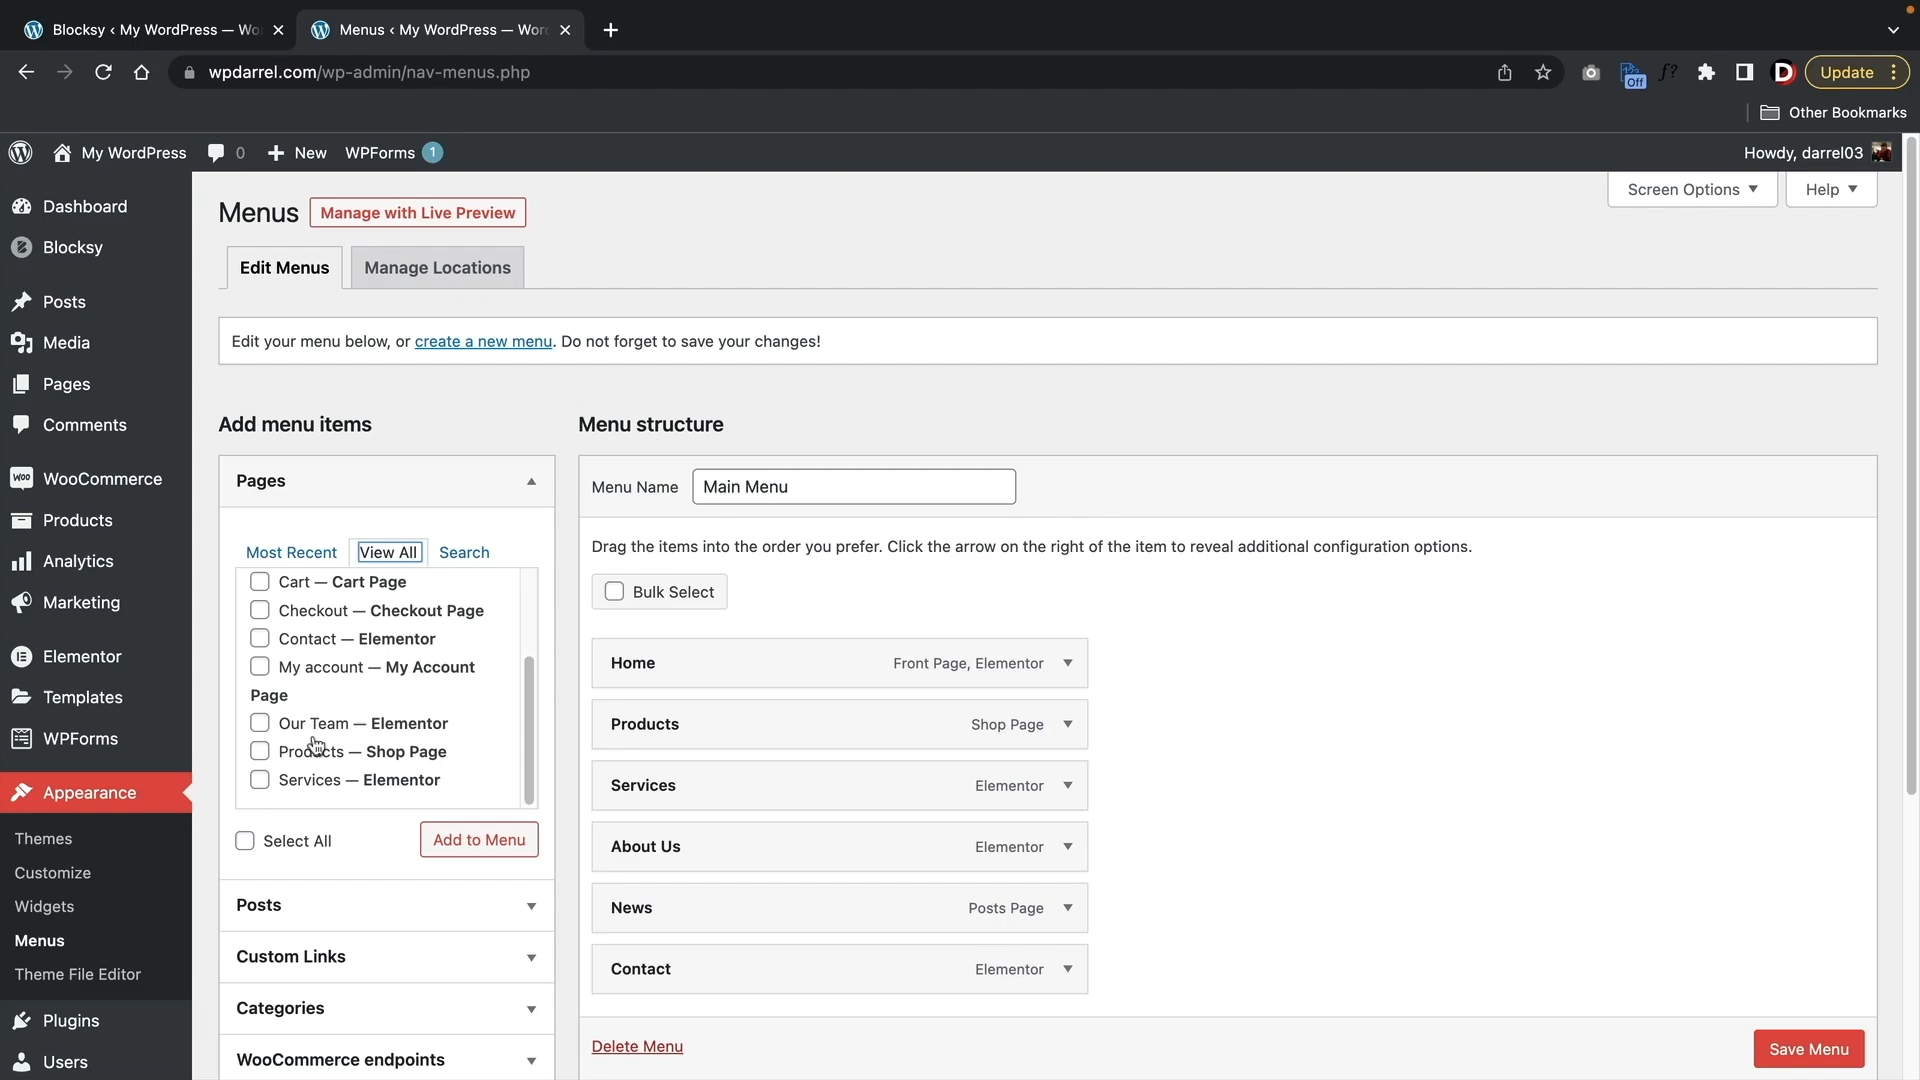 Blocksy ‹ My WordPress — Wo
Menus ‹ My WordPress — Wor
wpdarrel.com/wp-admin/nav-menus.php
Off
f?
D
Update
Other Bookmarks
My WordPress
0
New
WPForms 1
Howdy, darrel03
Dashboard
Blocksy
Posts
Media
Pages
Comments
WooCommerce
Products
Analytics
Marketing
Elementor
Templates
WPForms
Appearance
Themes
Customize
Widgets
Menus
Theme File Editor
Plugins
Users
Screen Options
Help
Menus
Manage with Live Preview
Edit Menus
Manage Locations
Edit your menu below, or create a new menu. Do not forget to save your changes!
Add menu items
Pages
Most Recent
View All
Search
Cart — Cart Page
Checkout — Checkout Page
Contact — Elementor
My account — My Account
Page
Our Team — Elementor
Products — Shop Page
Services — Elementor
Select All
Add to Menu
Posts
Custom Links
Categories
WooCommerce endpoints
Menu structure
Menu Name
Main Menu
Drag the items into the order you prefer. Click the arrow on the right of the item to reveal additional configuration options.
Bulk Select
Home
Front Page, Elementor
Products
Shop Page
Services
Elementor
About Us
Elementor
News
Posts Page
Contact
Elementor
Delete Menu
Save Menu